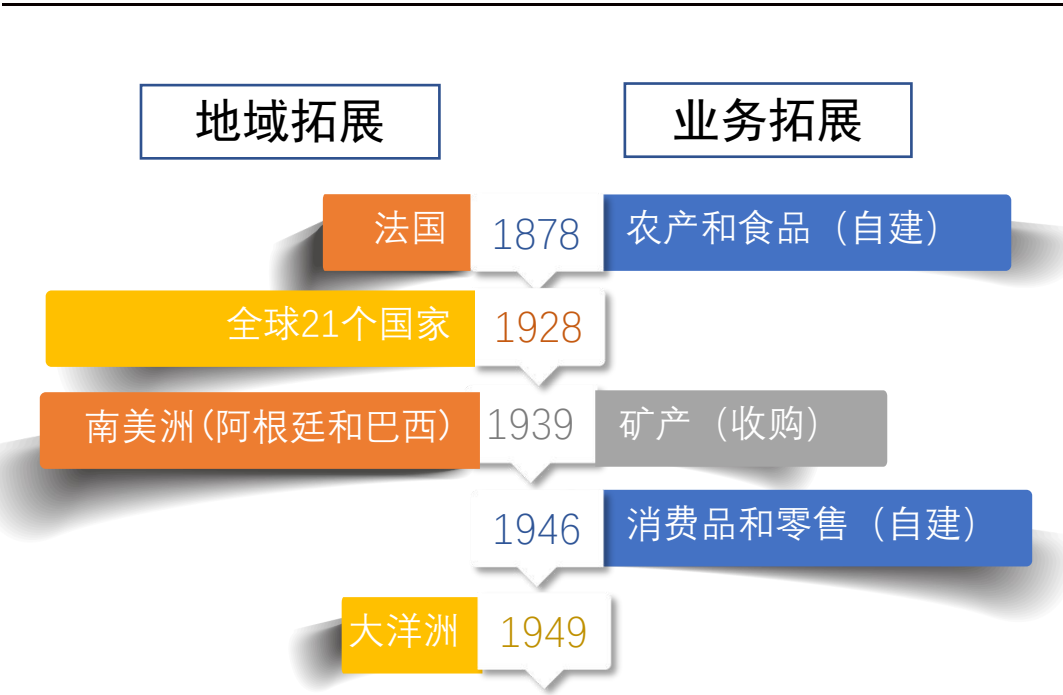 地域拓展 业务拓展
法国 1878 农产和食品（自建）
全球21个国家 1928
南美洲(阿根廷和巴西) 1939 矿产（收购）
1946 消费品和零售（自建）
大洋洲 1949